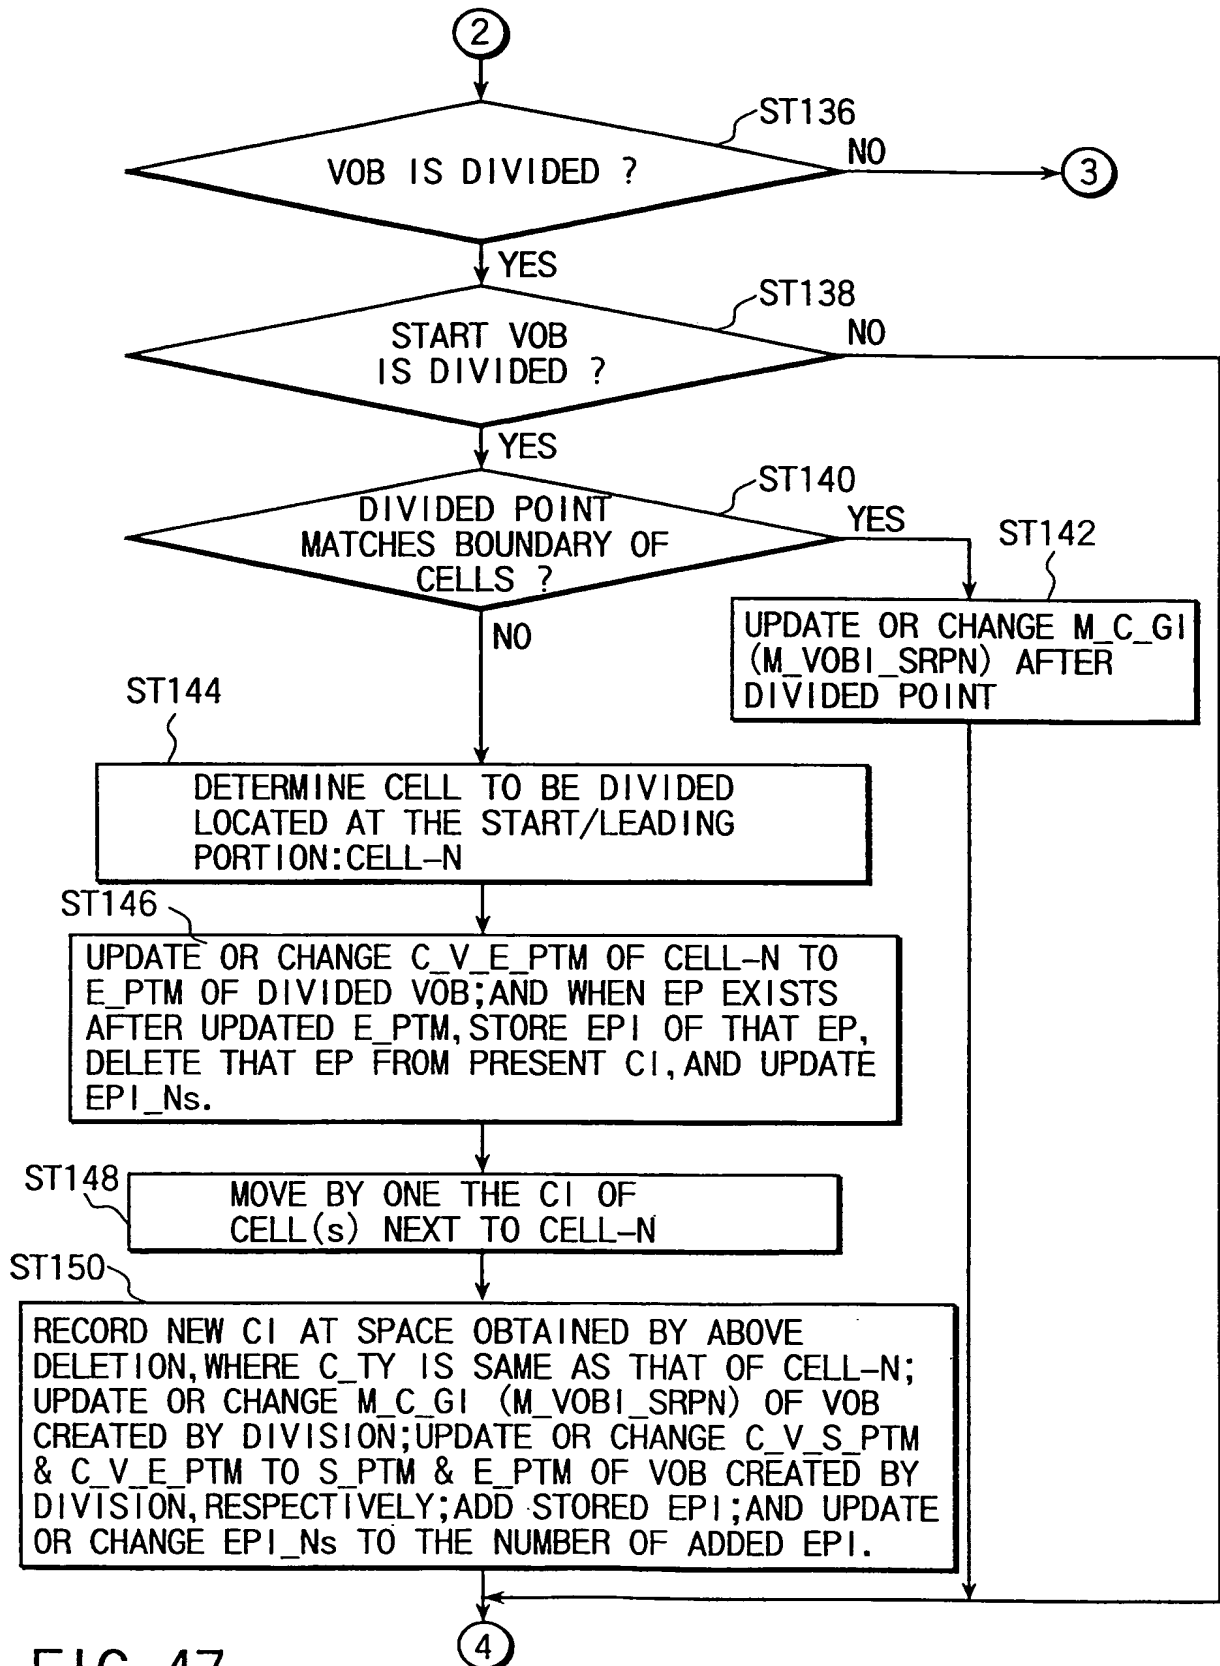 2
ST136
VOB IS DIVIDED ?
NO
3
YES
ST138
START VOB
IS DIVIDED ?
NO
YES
ST140
DIVIDED POINT
MATCHES BOUNDARY OF
CELLS ?
YES
ST142
NO
UPDATE OR CHANGE M_C_GI
(M_VOBI_SRPN) AFTER
DIVIDED POINT
ST144
DETERMINE CELL TO BE DIVIDED
LOCATED AT THE START/LEADING
PORTION:CELL-N
ST146
UPDATE OR CHANGE C_V_E_PTM OF CELL-N TO
E_PTM OF DIVIDED VOB;AND WHEN EP EXISTS
AFTER UPDATED E_PTM,STORE EPI OF THAT EP,
DELETE THAT EP FROM PRESENT CI,AND UPDATE
EPI_Ns.
ST148
MOVE BY ONE THE CI OF
CELL(s) NEXT TO CELL-N
ST150
RECORD NEW CI AT SPACE OBTAINED BY ABOVE
DELETION,WHERE C_TY IS SAME AS THAT OF CELL-N;
UPDATE OR CHANGE M_C_GI (M_VOBI_SRPN) OF VOB
CREATED BY DIVISION;UPDATE OR CHANGE C_V_S_PTM
& C_V_E_PTM TO S_PTM & E_PTM OF VOB CREATED BY
DIVISION,RESPECTIVELY;ADD STORED EPI;AND UPDATE
OR CHANGE EPI_Ns TO THE NUMBER OF ADDED EPI.
4
FIG 47